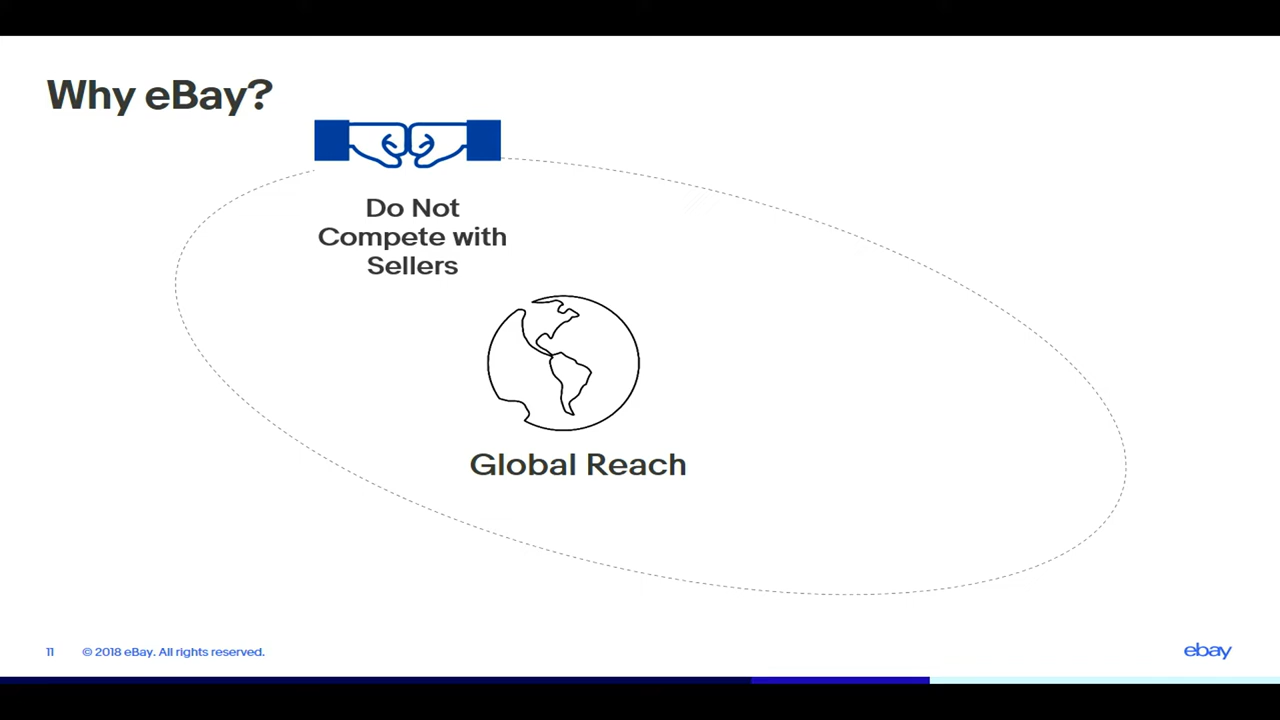 Why eBay?
Do Not
Compete with
Sellers
Global Reach
11 © 2018 eBay. All rights reserved.
ebay